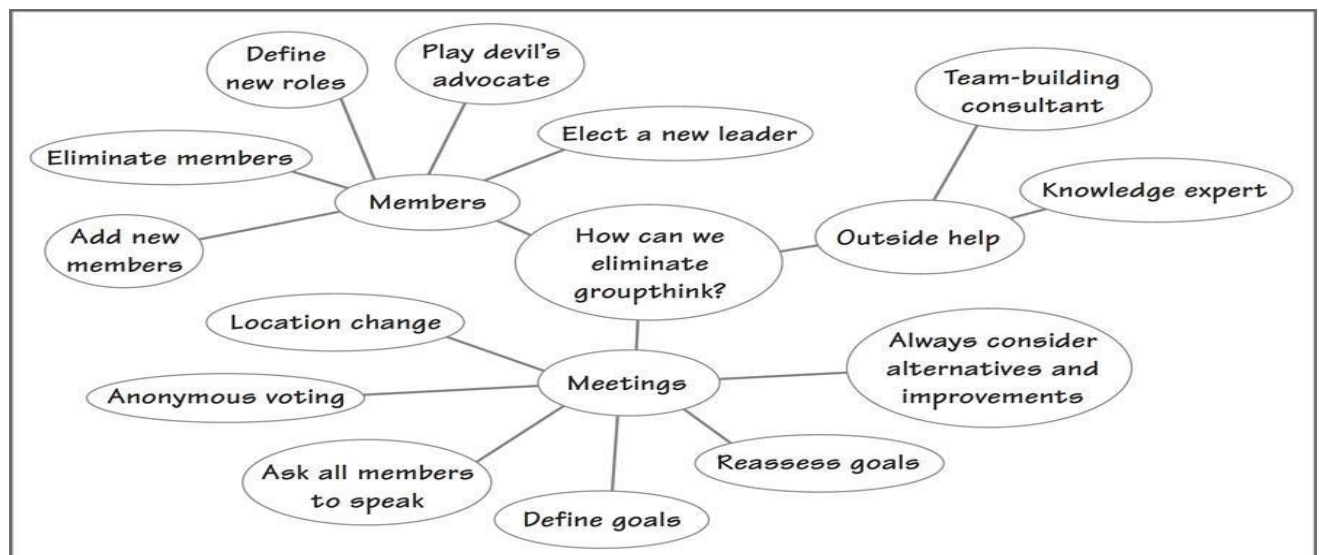 Define
new roles
Play devil's
advocate
Team-building
consultant
Eliminate members
Elect a new leader
Members
Knowledge expert
Add new
members
How can we
eliminate
groupthink?
Outside help
Location change
Always consider
alternatives and
improvements
Meetings
Anonymous voting
Ask all members
to speak
Reassess goals
Define goals